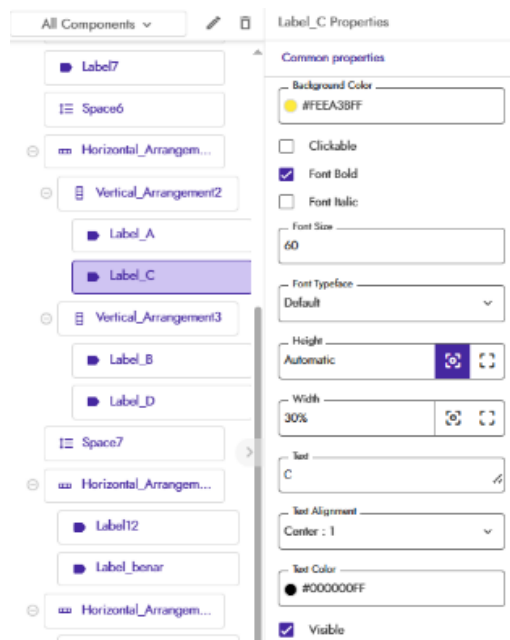 All Components
Label7
Space6
Horizontal_Arrangem...
Vertical_Arrangement2
Label_A
Label_C
Vertical_Arrangement3
Label_B
Label_D
Space7
Horizontal_Arrangem...
Label12
Label_benar
Horizontal_Arrangem...
Label_C Properties
Common properties
Background Color
#FEEA3BFF
Clickable
Font Bold
Font Italic
Font Size
60
Font Typeface
Default
Height
Automatic
Width
30%
Text
C
Text Alignment
Center : 1
Text Color
#000000FF
Visible